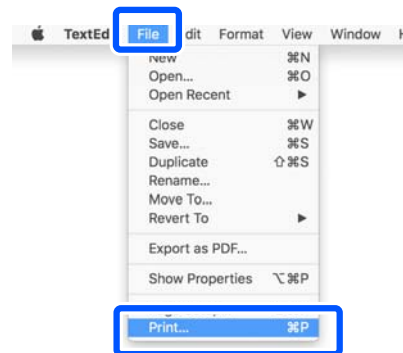 TextEd File dit Format View Window
New ⌘N
Open... ⌘O
Open Recent ▶
Close ⌘W
Save... ⌘S
Duplicate ⇧⌘S
Rename...
Move To...
Revert To ▶
Export as PDF...
Show Properties ⌥⌘P
Print... ⌘P